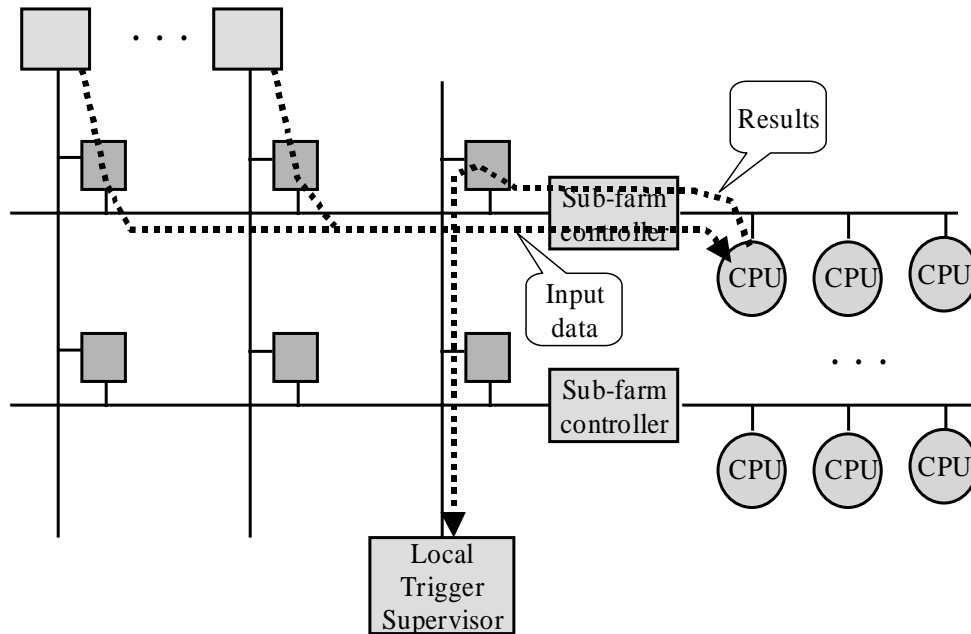 . . .
Results
Sub-farm
controller
CPU
CPU
CPU
Input
data
. . .
Sub-farm
controller
CPU
CPU
CPU
Local
Trigger
Supervisor